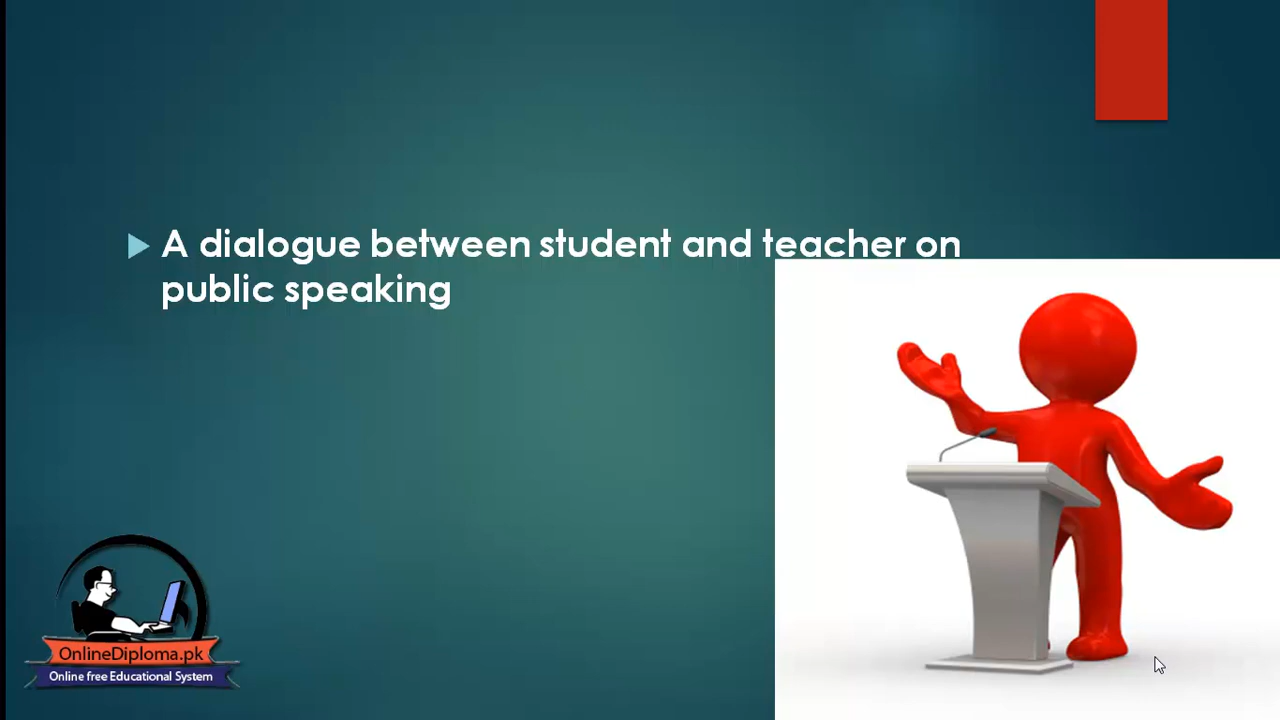 A dialogue between student and teacher on
public speaking
OnlineDiploma.pk
Online free Educational System